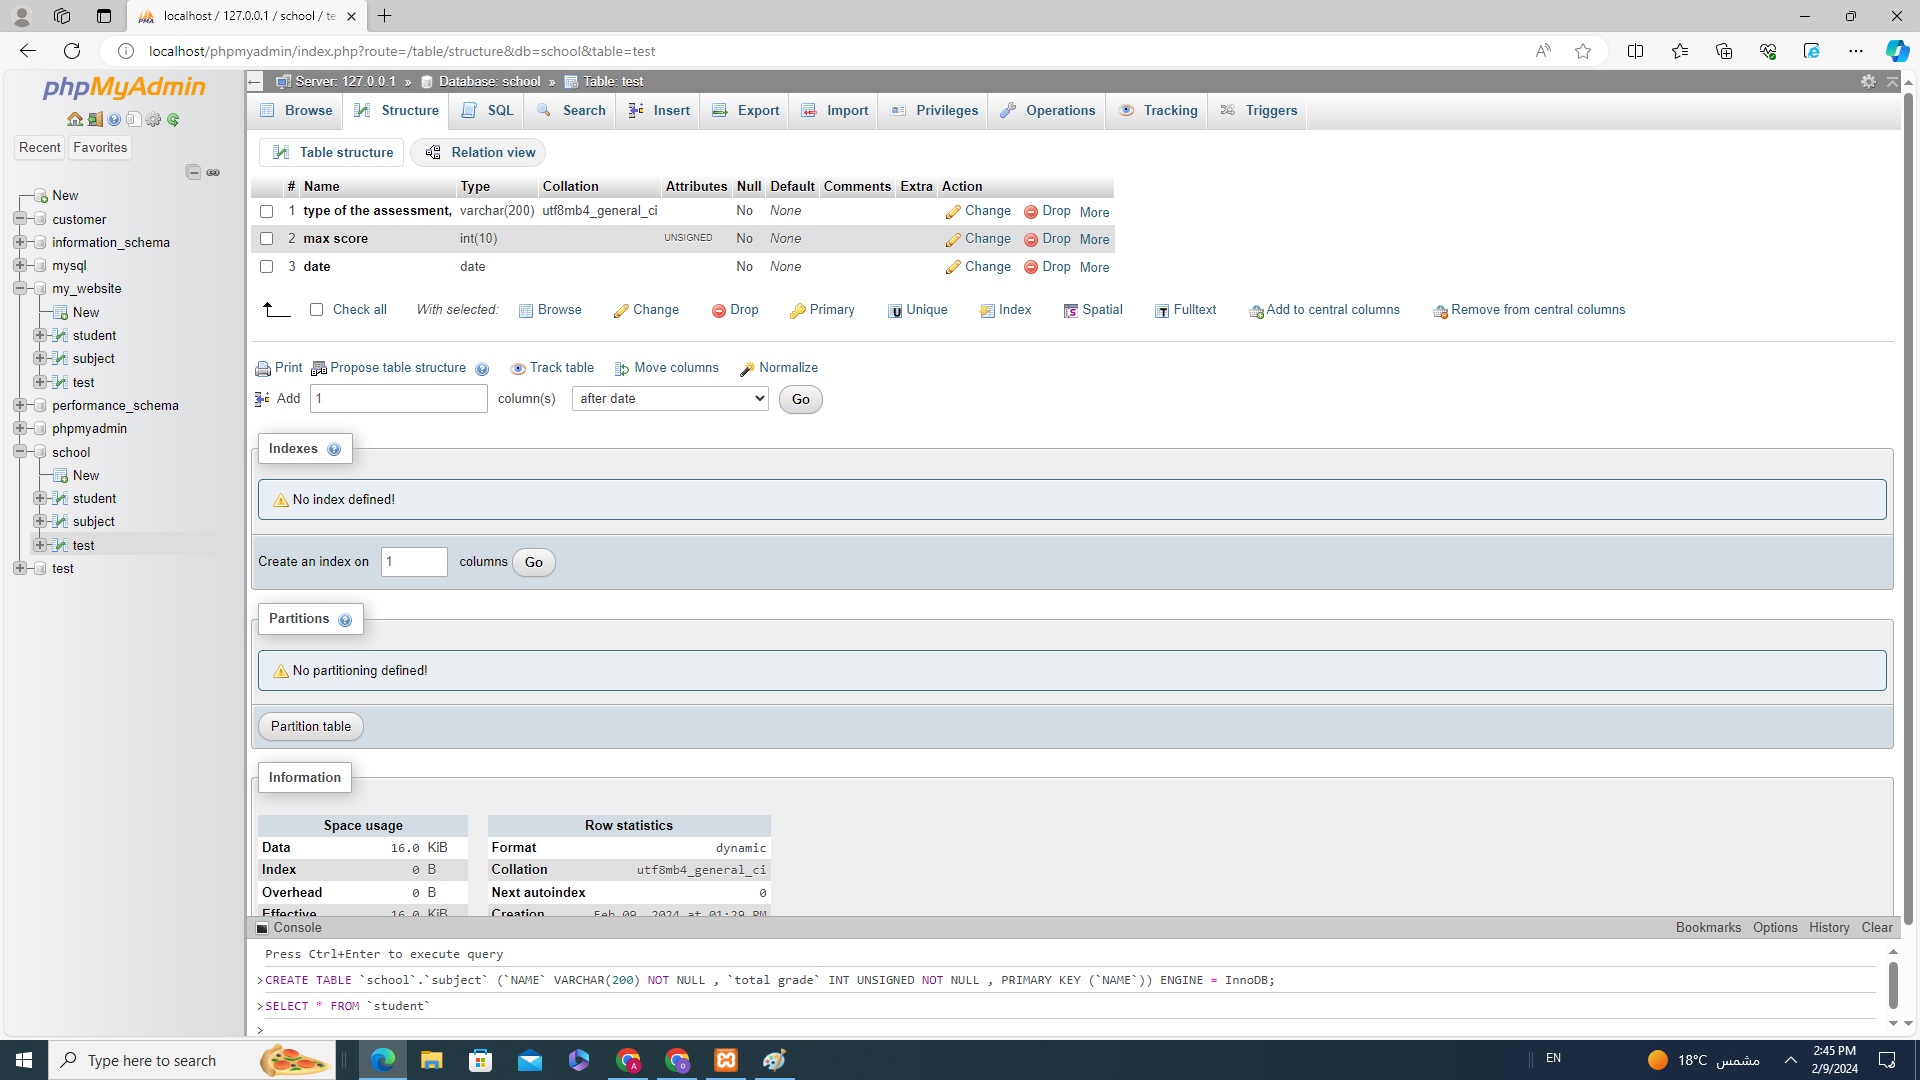 localhost / 127.0.0.1 / school / te
localhost/phpmyadmin/index.php?route=/table/structure&db=school&table=test
phpMyAdmin
Recent Favorites
New
customer
information_schema
mysql
my_website
New
student
subject
test
performance_schema
phpmyadmin
school
New
student
subject
test
test
Server: 127.0.0.1 » Database: school » Table: test
Browse Structure SQL Search Insert Export Import Privileges Operations Tracking Triggers
Table structure Relation view
# Name Type Collation Attributes Null Default Comments Extra Action
1 type of the assessment, varchar(200) utf8mb4_general_ci No None Change Drop More
2 max score int(10) UNSIGNED No None Change Drop More
3 date date No None Change Drop More
Check all With selected: Browse Change Drop Primary Unique Index Spatial Fulltext Add to central columns Remove from central columns
Print Propose table structure Track table Move columns Normalize
Add 1 column(s) after date Go
Indexes
No index defined!
Create an index on 1 columns Go
Partitions
No partitioning defined!
Partition table
Information
Space usage
Data 16.0 KiB
Index 0 B
Overhead 0 B
Effective 16.0 KiB
Row statistics
Format dynamic
Collation utf8mb4_general_ci
Next autoindex 0
Creation Feb 09, 2024 at 01:29 PM
Console Bookmarks Options History Clear
Press Ctrl+Enter to execute query
>CREATE TABLE `school`.`subject` (`NAME` VARCHAR(200) NOT NULL , `total grade` INT UNSIGNED NOT NULL , PRIMARY KEY (`NAME`)) ENGINE = InnoDB;
>SELECT * FROM `student`
>
Type here to search
EN
18°C مشمس
2:45 PM
2/9/2024